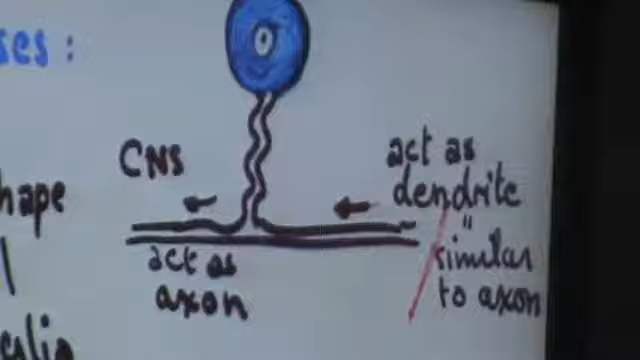 ses :
CNS
act as
dendrite
"
similar
to axon
act as
axon
hape